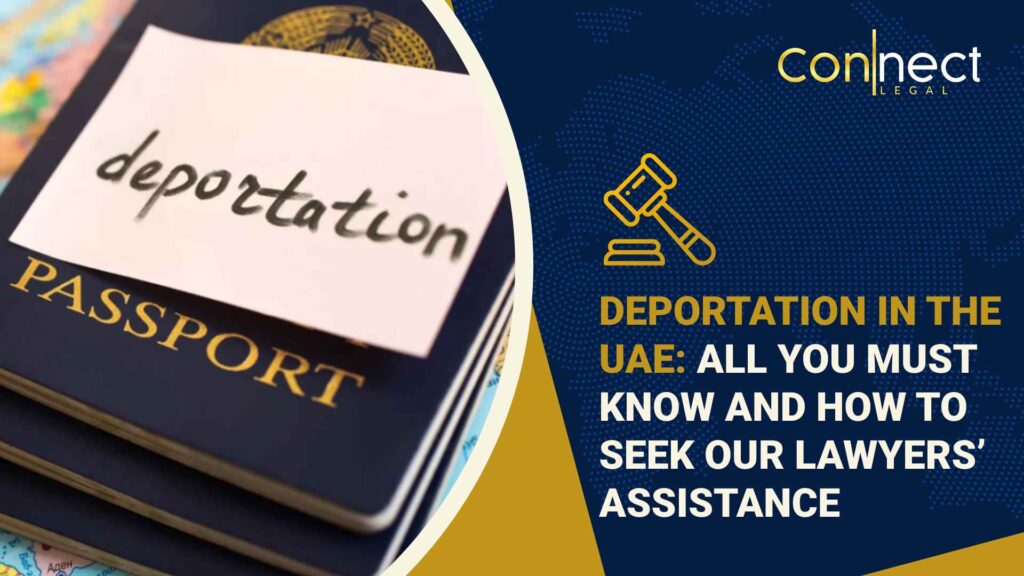 deportation
PASSPORT
Аден
Connect
LEGAL
DEPORTATION IN THE
UAE: ALL YOU MUST
KNOW AND HOW TO
SEEK OUR LAWYERS’
ASSISTANCE